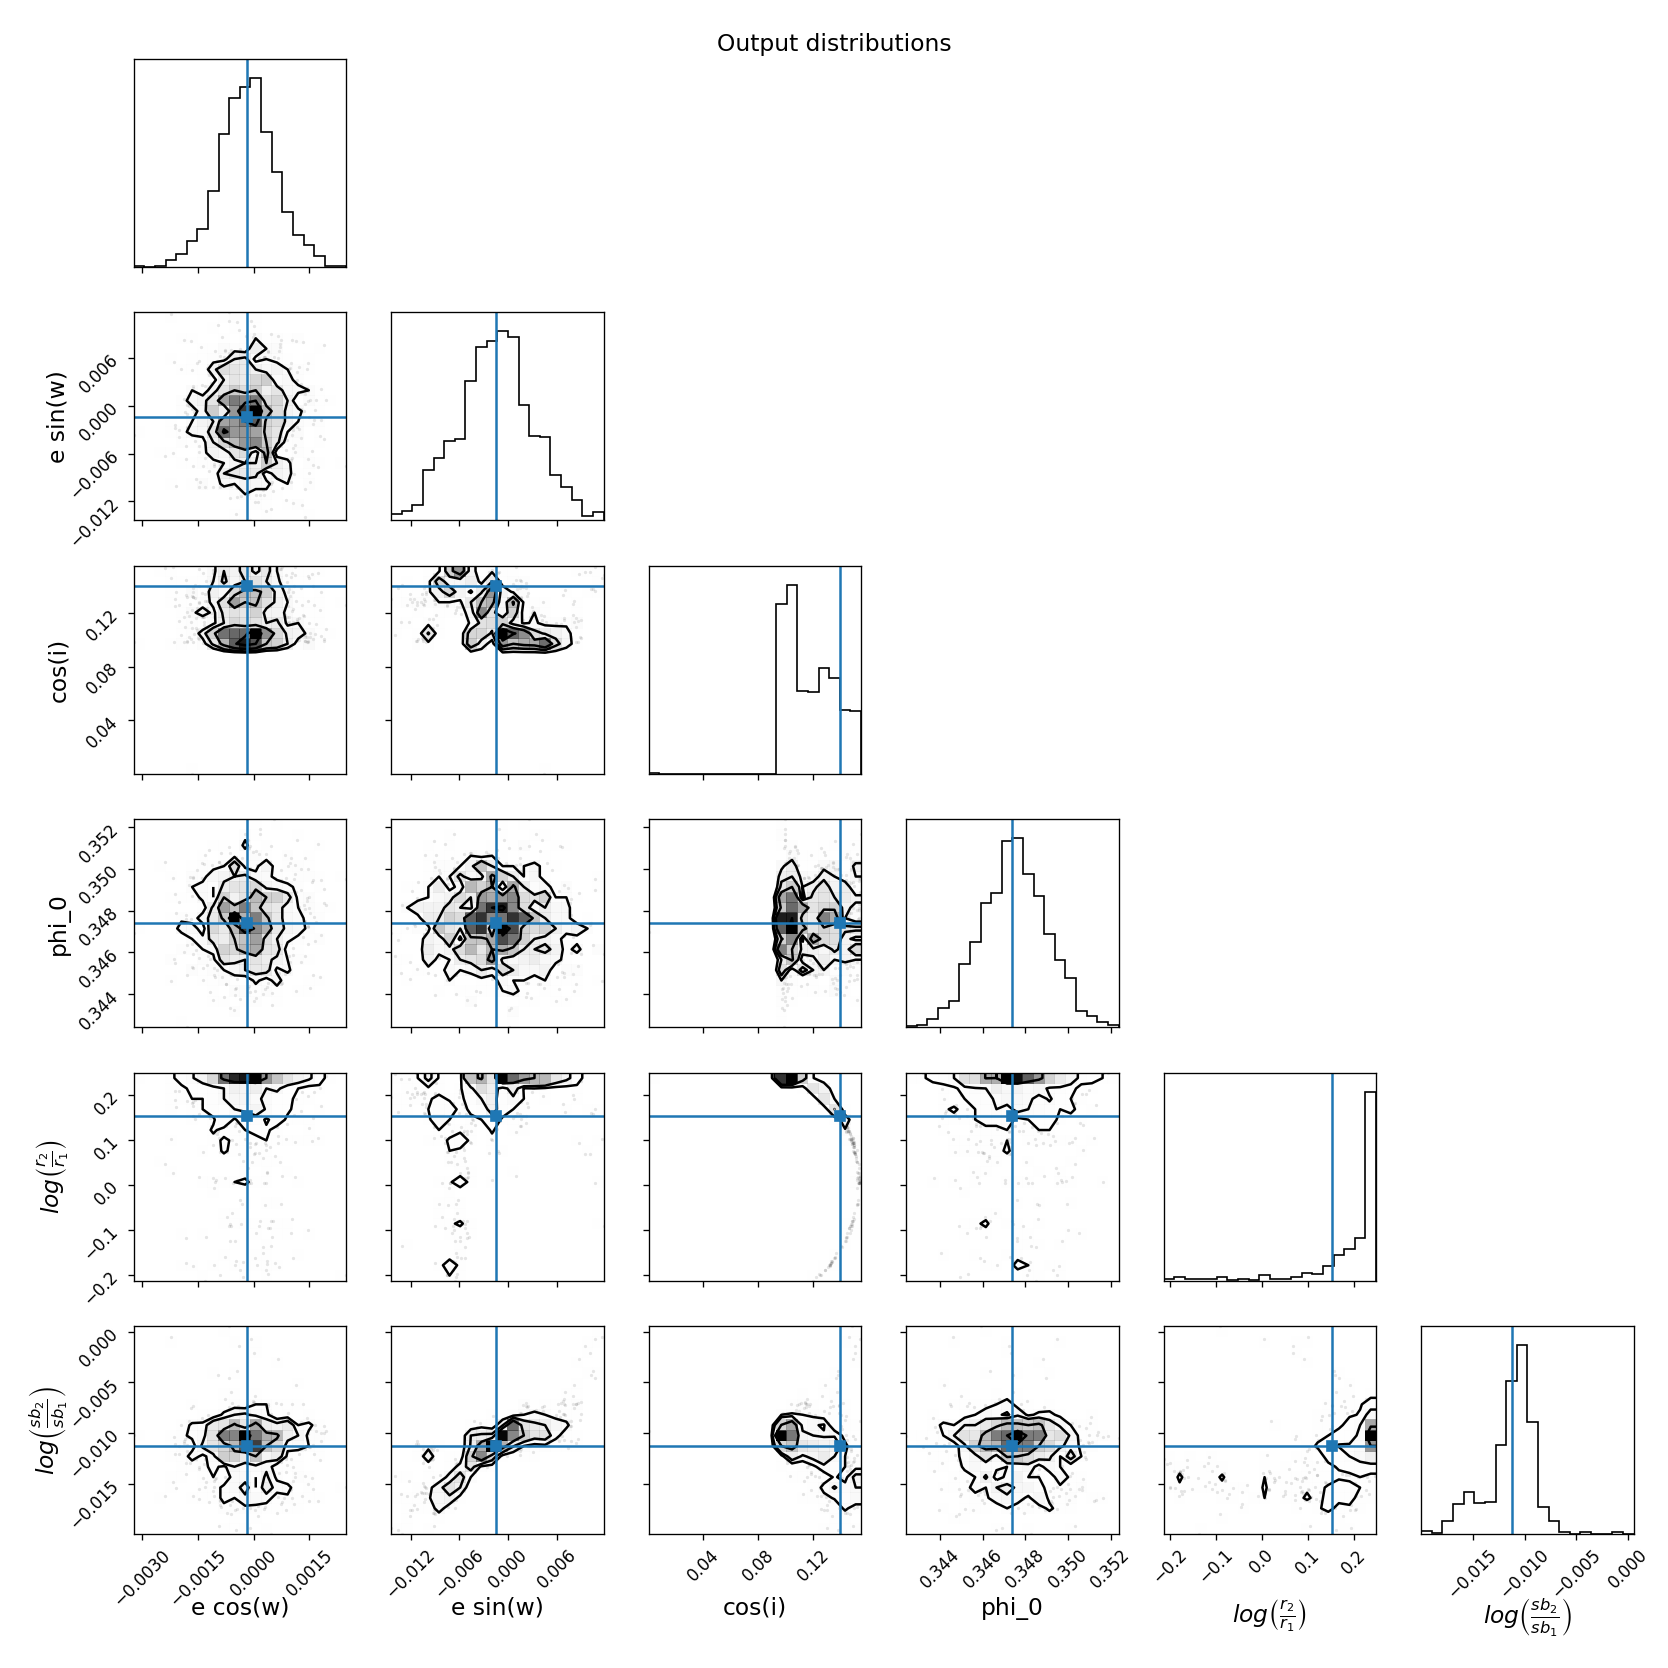 Output distributions
e sin(w)
0.006
0.000
−0.006
−0.012
cos(i)
0.12
0.08
0.04
phi_0
0.352
0.350
0.348
0.346
0.344
log(r₂/r₁)
0.2
0.1
0.0
−0.1
−0.2
log(sb₂/sb₁)
0.000
−0.005
−0.010
−0.015
−0.0030 −0.0015 0.0000 0.0015
−0.012 −0.006 0.000 0.006
0.04 0.08 0.12
0.344 0.346 0.348 0.350 0.352
−0.2 −0.1 0.0 0.1 0.2
−0.015 −0.010 −0.005 0.000
e cos(w) e sin(w) cos(i) phi_0 log(r₂/r₁) log(sb₂/sb₁)